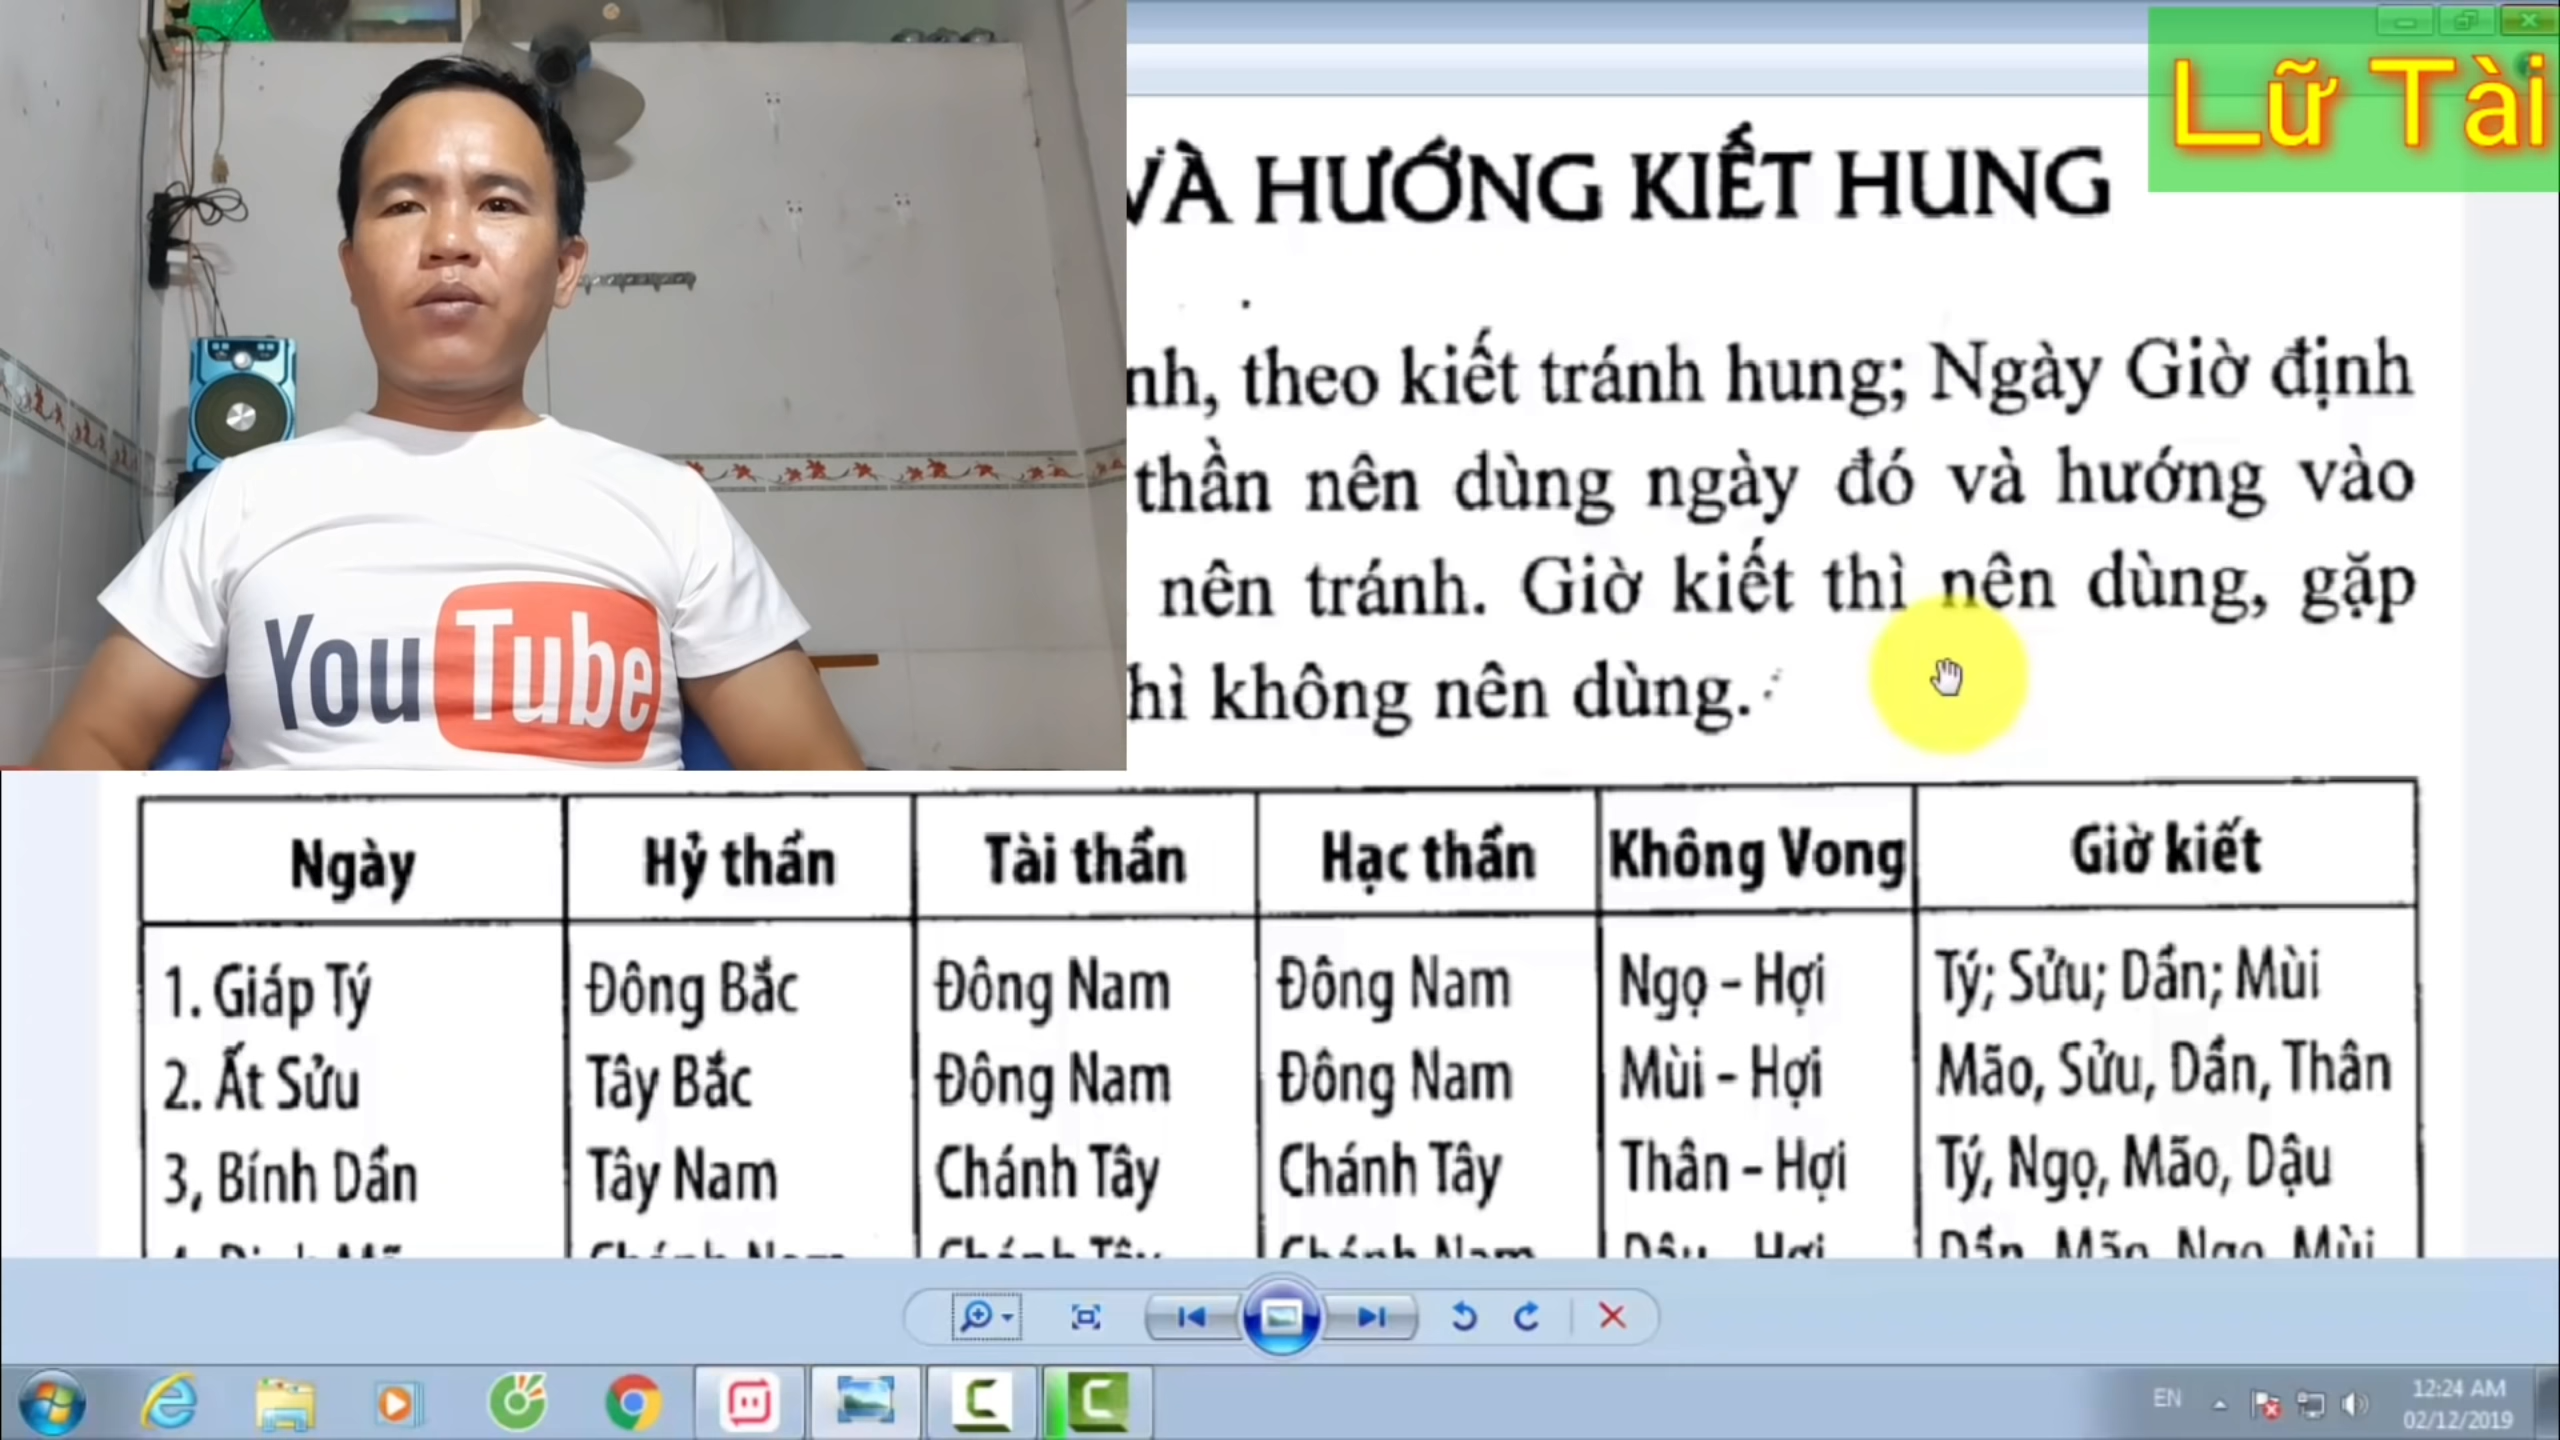 Lữ Tài
VÀ HƯỚNG KIẾT HUNG
nh, theo kiết tránh hung; Ngày Giờ định
thần nên dùng ngày đó và hướng vào
nên tránh. Giờ kiết thì nên dùng, gặp
hì không nên dùng.
YouTube
Ngày Hỷ thần Tài thần Hạc thần Không Vong Giờ kiết
1. Giáp Tý Đông Bắc Đông Nam Đông Nam Ngọ - Hợi Tý; Sửu; Dần; Mùi
2. Ất Sửu Tây Bắc Đông Nam Đông Nam Mùi - Hợi Mão, Sửu, Dần, Thân
3, Bính Dần Tây Nam Chánh Tây Chánh Tây Thân - Hợi Tý, Ngọ, Mão, Dậu
EN
12:24 AM
02/12/2019